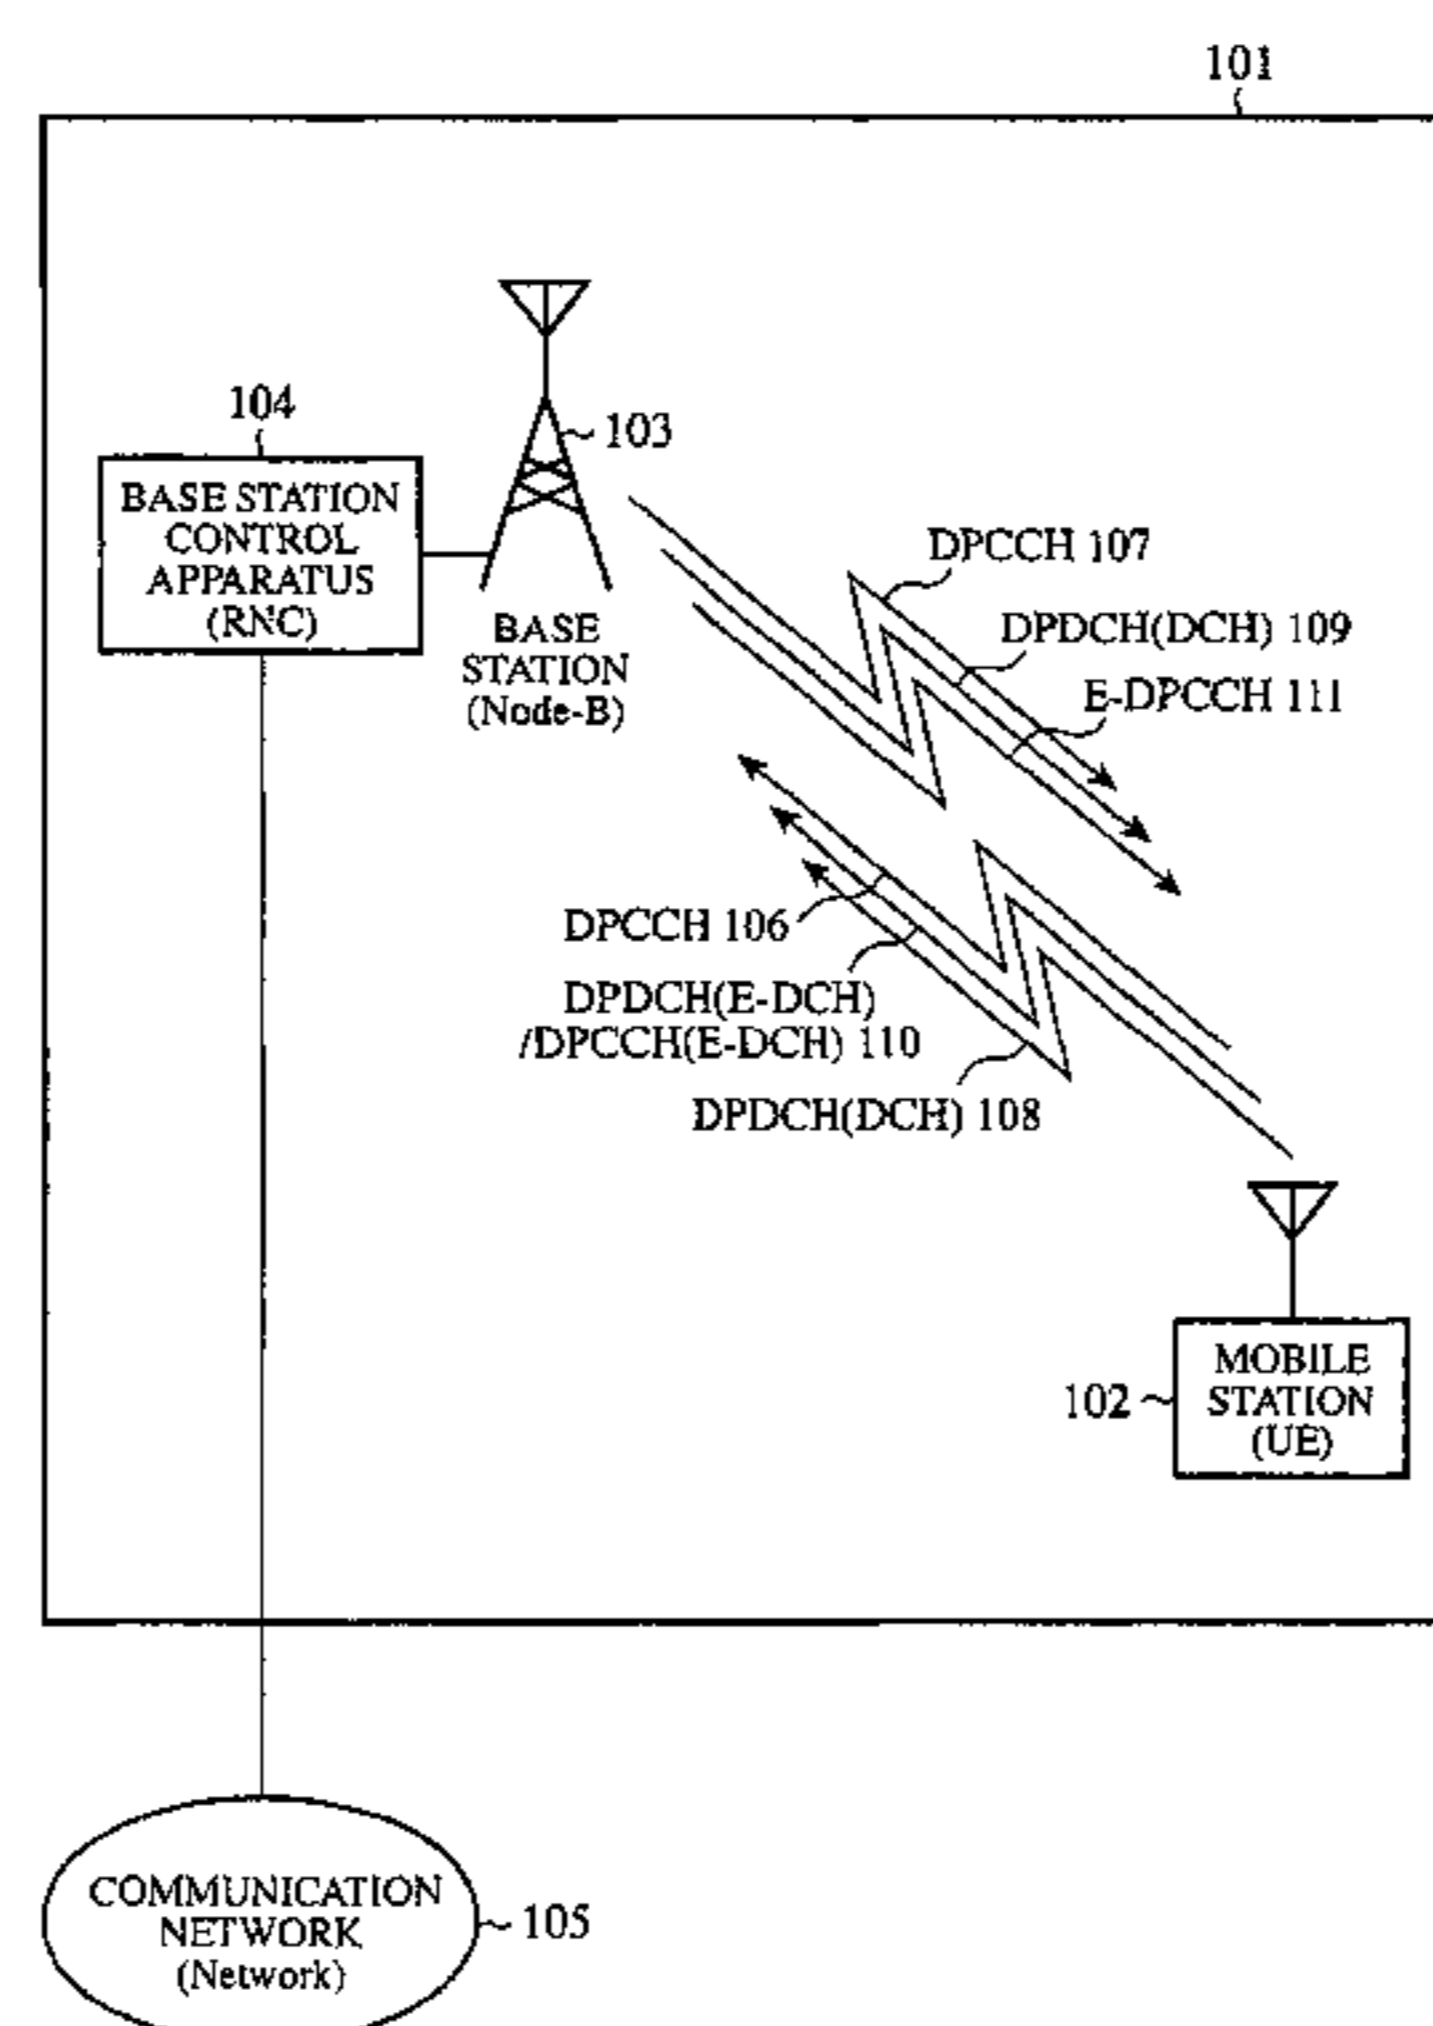 101
104
103
BASE STATION
CONTROL
APPARATUS
(RNC)
BASE
STATION
(Node-B)
DPCCH 107
DPDCH(DCH) 109
E-DPCCH 111
DPCCH 106
DPDCH(E-DCH)
/DPCCH(E-DCH) 110
DPDCH(DCH) 108
102
MOBILE
STATION
(UE)
COMMUNICATION
NETWORK
(Network)
105